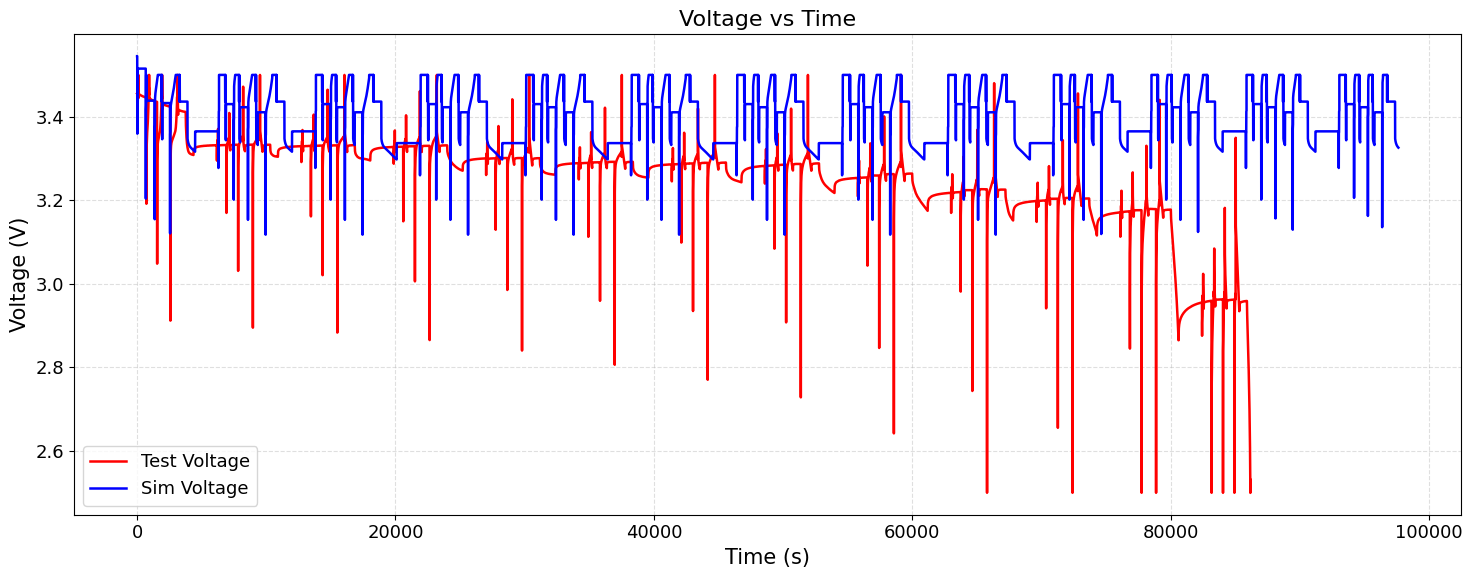 Voltage vs Time
Voltage (V)
3.4
3.2
3.0
2.8
2.6
Test Voltage
Sim Voltage
0 20000 40000 60000 80000 100000
Time (s)